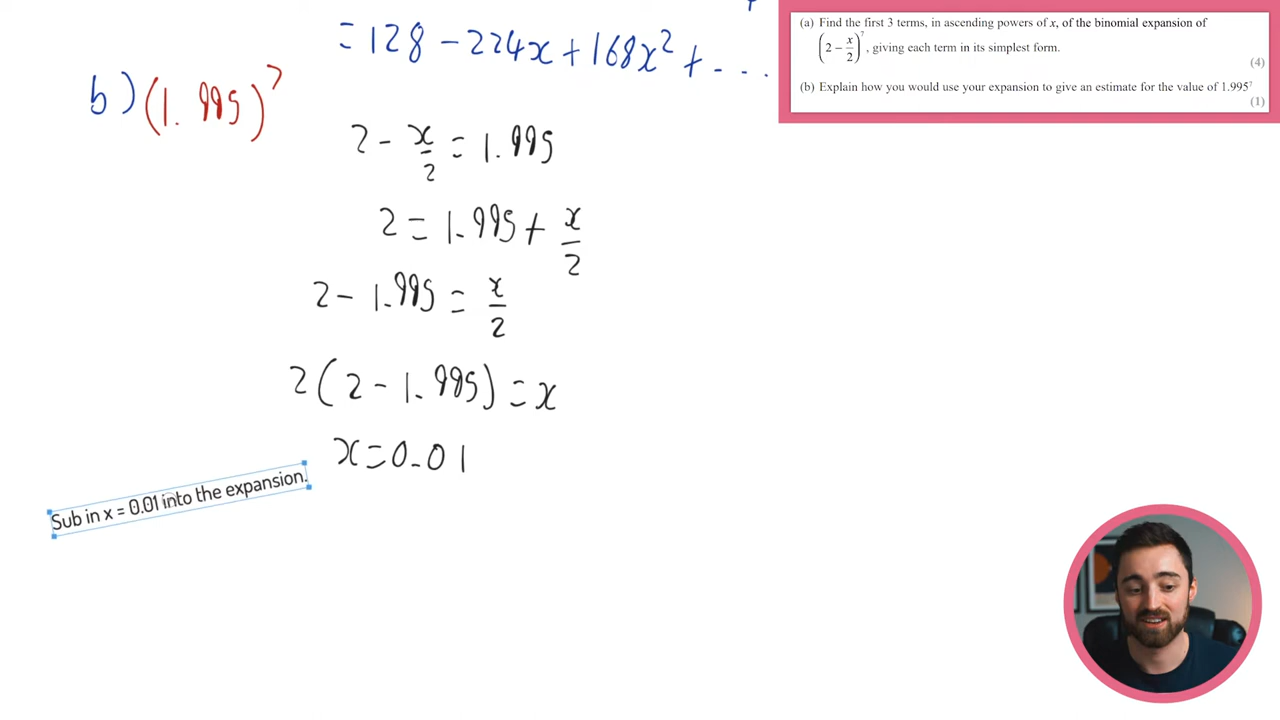 = 128 - 224x + 168x² + ...
(a) Find the first 3 terms, in ascending powers of x, of the binomial expansion of
(2 - x/2)⁷, giving each term in its simplest form.
(4)
(b) Explain how you would use your expansion to give an estimate for the value of 1.995⁷
(1)
b) (1.995)⁷
2 - x/2 = 1.995
2 = 1.995 + x/2
2 - 1.995 = x/2
2(2 - 1.995) = x
x = 0.01
Sub in x = 0.01 into the expansion.